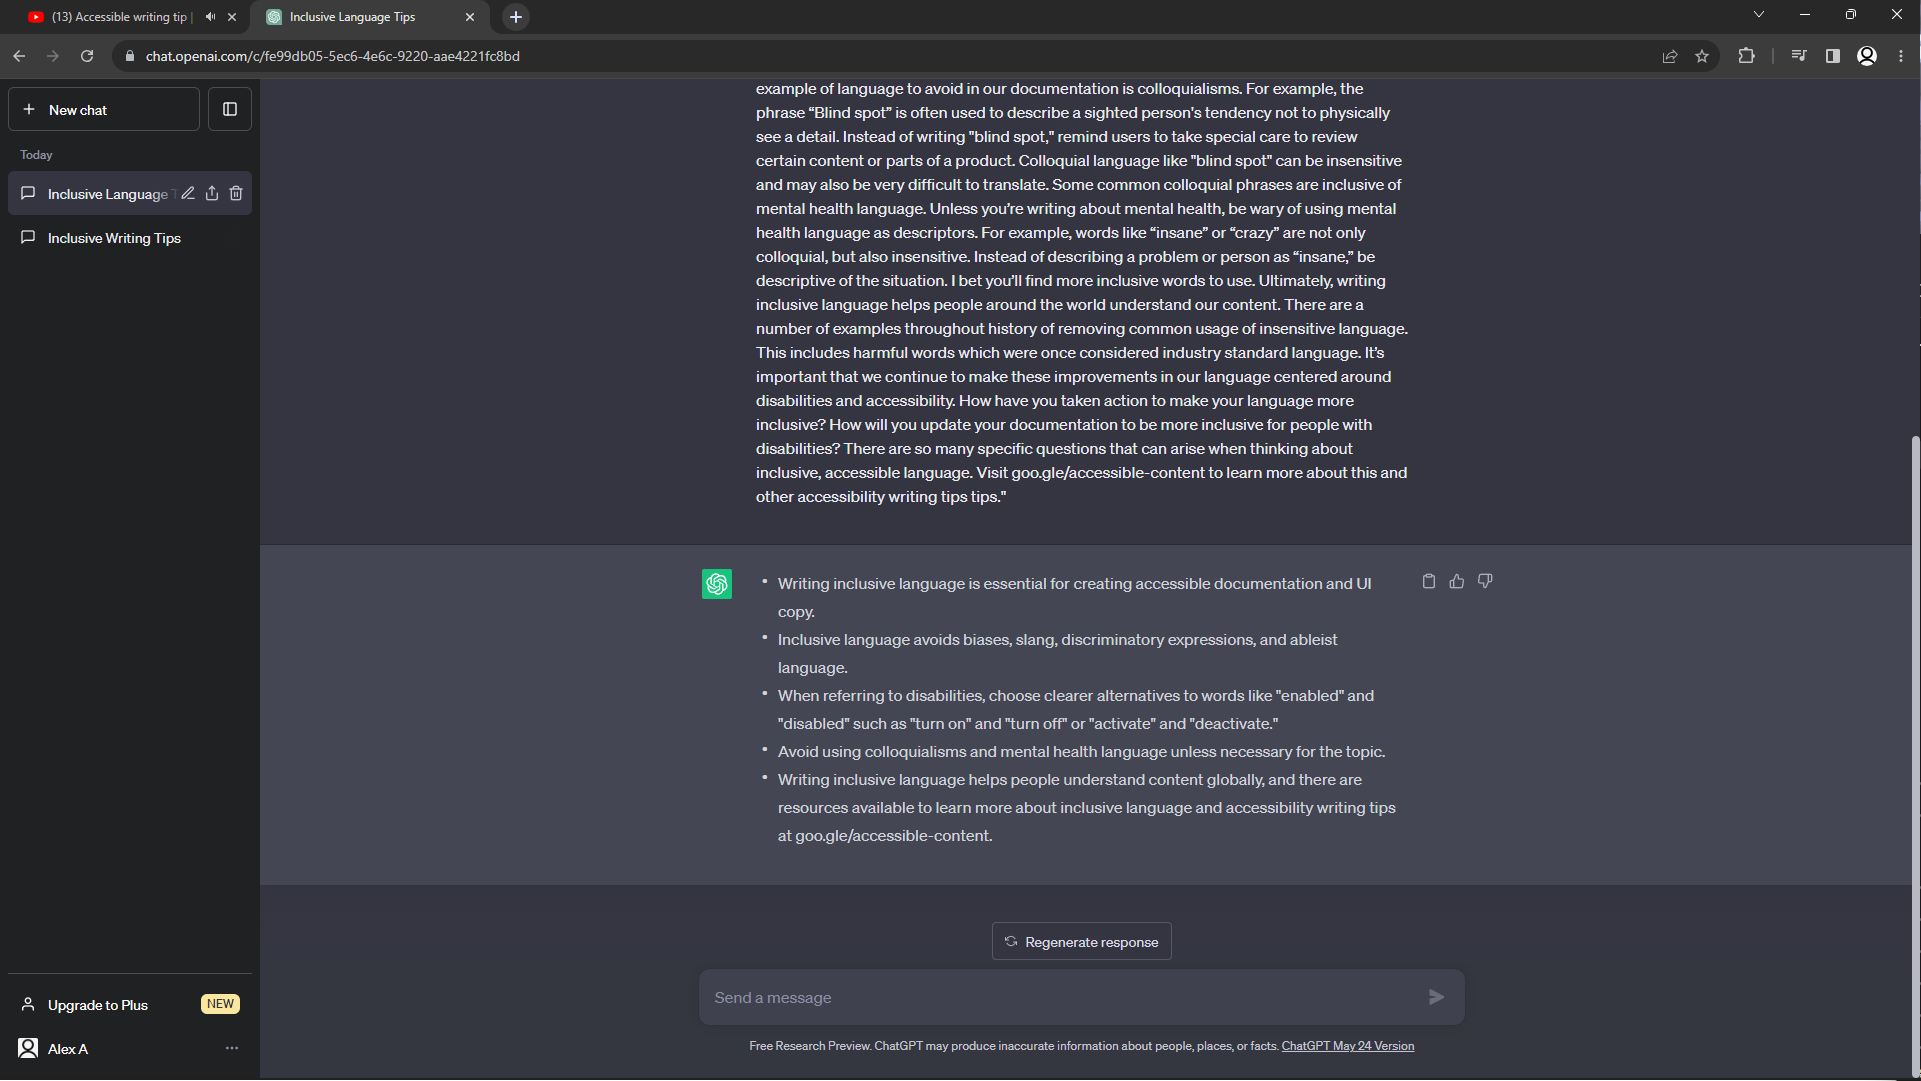 (13) Accessible writing tip |
Inclusive Language Tips
chat.openai.com/c/fe99db05-5ec6-4e6c-9220-aae4221fc8bd
New chat
Today
Inclusive Language T
Inclusive Writing Tips
example of language to avoid in our documentation is colloquialisms. For example, the
phrase “Blind spot” is often used to describe a sighted person's tendency not to physically
see a detail. Instead of writing "blind spot," remind users to take special care to review
certain content or parts of a product. Colloquial language like "blind spot" can be insensitive
and may also be very difficult to translate. Some common colloquial phrases are inclusive of
mental health language. Unless you’re writing about mental health, be wary of using mental
health language as descriptors. For example, words like “insane” or “crazy” are not only
colloquial, but also insensitive. Instead of describing a problem or person as “insane,” be
descriptive of the situation. I bet you’ll find more inclusive words to use. Ultimately, writing
inclusive language helps people around the world understand our content. There are a
number of examples throughout history of removing common usage of insensitive language.
This includes harmful words which were once considered industry standard language. It’s
important that we continue to make these improvements in our language centered around
disabilities and accessibility. How have you taken action to make your language more
inclusive? How will you update your documentation to be more inclusive for people with
disabilities? There are so many specific questions that can arise when thinking about
inclusive, accessible language. Visit goo.gle/accessible-content to learn more about this and
other accessibility writing tips tips."
• Writing inclusive language is essential for creating accessible documentation and UI
copy.
• Inclusive language avoids biases, slang, discriminatory expressions, and ableist
language.
• When referring to disabilities, choose clearer alternatives to words like "enabled" and
"disabled" such as "turn on" and "turn off" or "activate" and "deactivate."
• Avoid using colloquialisms and mental health language unless necessary for the topic.
• Writing inclusive language helps people understand content globally, and there are
resources available to learn more about inclusive language and accessibility writing tips
at goo.gle/accessible-content.
Regenerate response
Send a message
Free Research Preview. ChatGPT may produce inaccurate information about people, places, or facts. ChatGPT May 24 Version
Upgrade to Plus NEW
Alex A